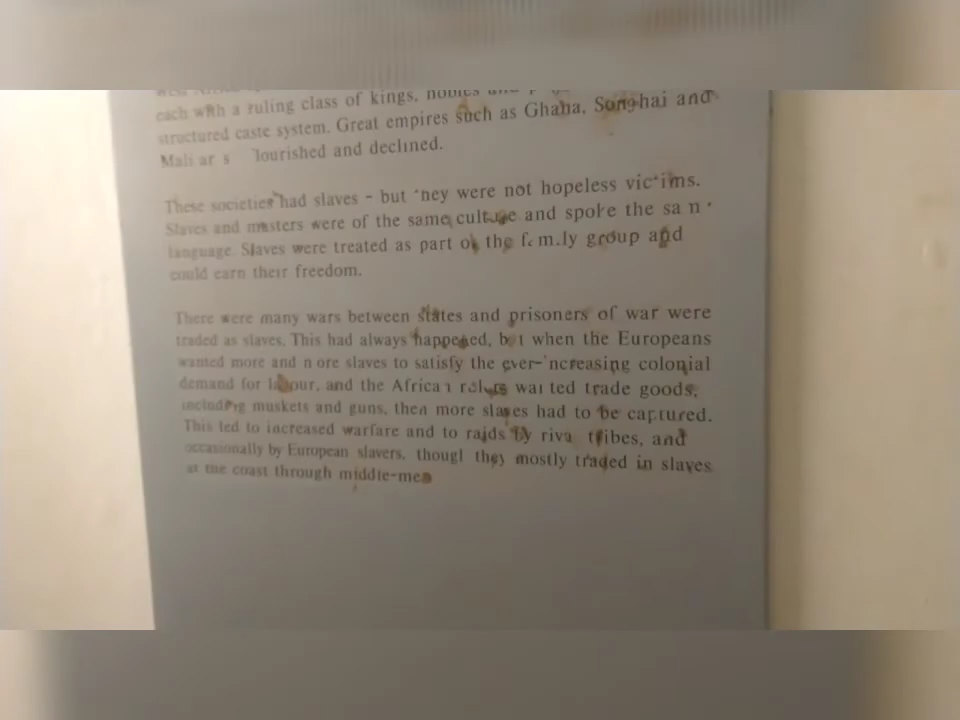 each with a ruling class of kings, nobles
structured caste system. Great empires such as Ghana, Songhai and
Mali flourished and declined.
These societies had slaves - but they were not hopeless victims.
Slaves and masters were of the same culture and spoke the same
language. Slaves were treated as part of the family group and
could earn their freedom.
There were many wars between states and prisoners of war were
traded as slaves. This had always happened, but when the Europeans
wanted more and more slaves to satisfy the ever-increasing colonial
demand for labour, and the African rulers wanted trade goods,
including muskets and guns, then more slaves had to be captured.
This led to increased warfare and to raids by rival tribes, and
occasionally by European slavers, though they mostly traded in slaves
at the coast through middle-men